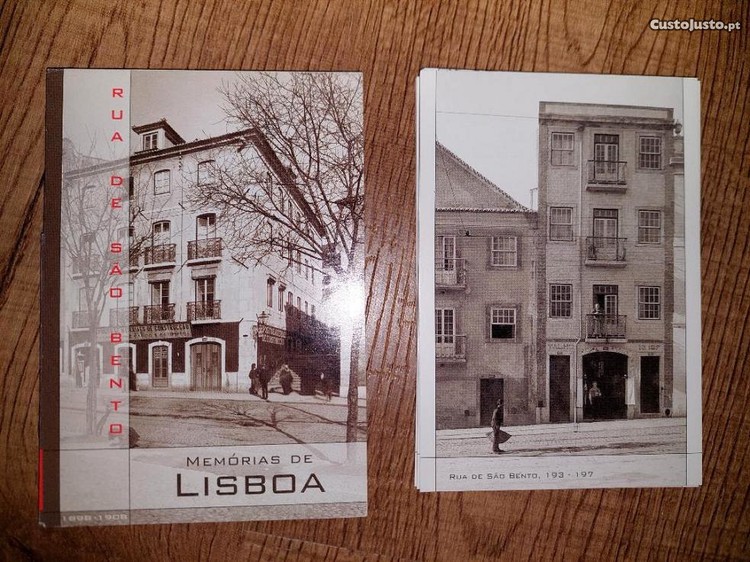 CustoJusto.pt
RUA DE SÃO BENTO
MEMÓRIAS DE
LISBOA
1898-1908
RUA DE SÃO BENTO, 193 - 197